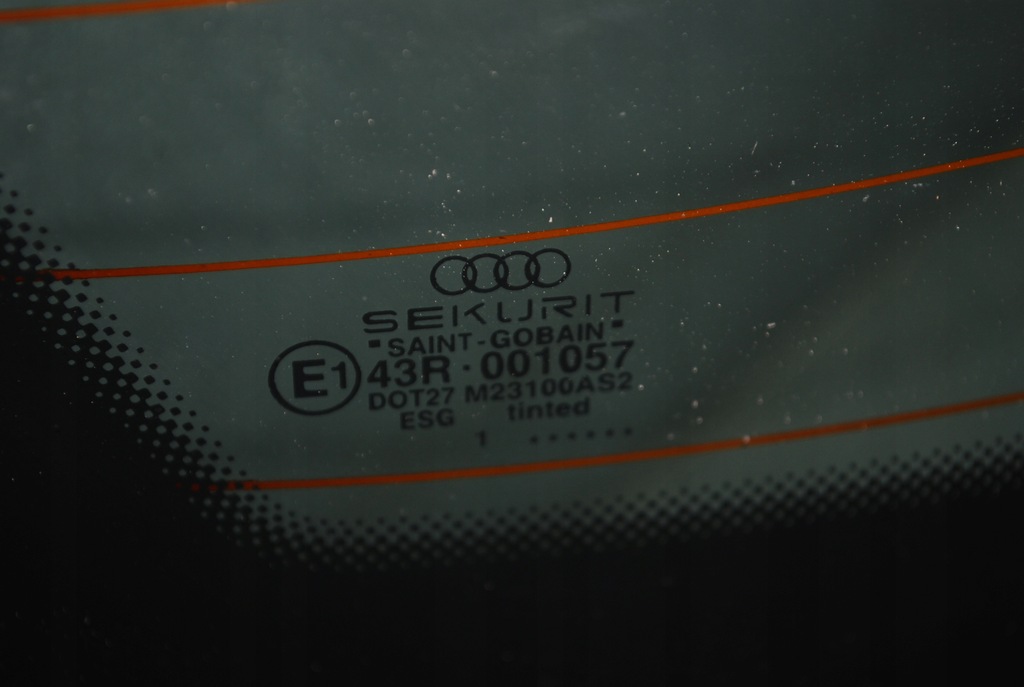 SEKURIT
SAINT-GOBAIN
E1 43R · 001057
DOT27 M23100AS2
ESG tinted
1 ······